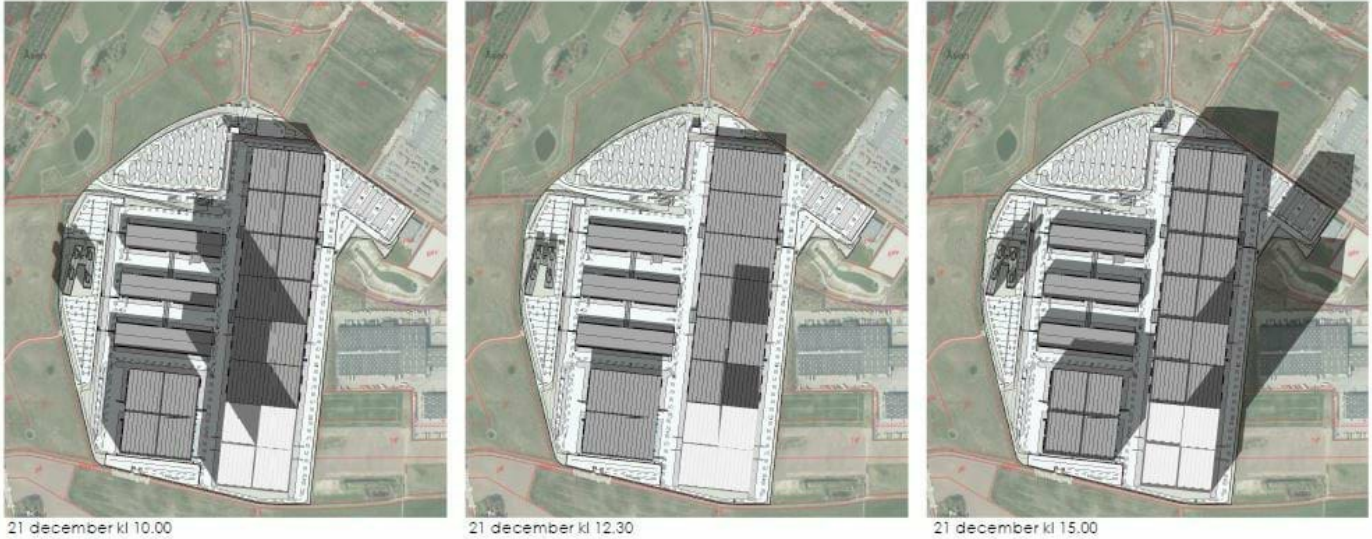 21 december kl 10.00
21 december kl 12.30
21 december kl 15.00